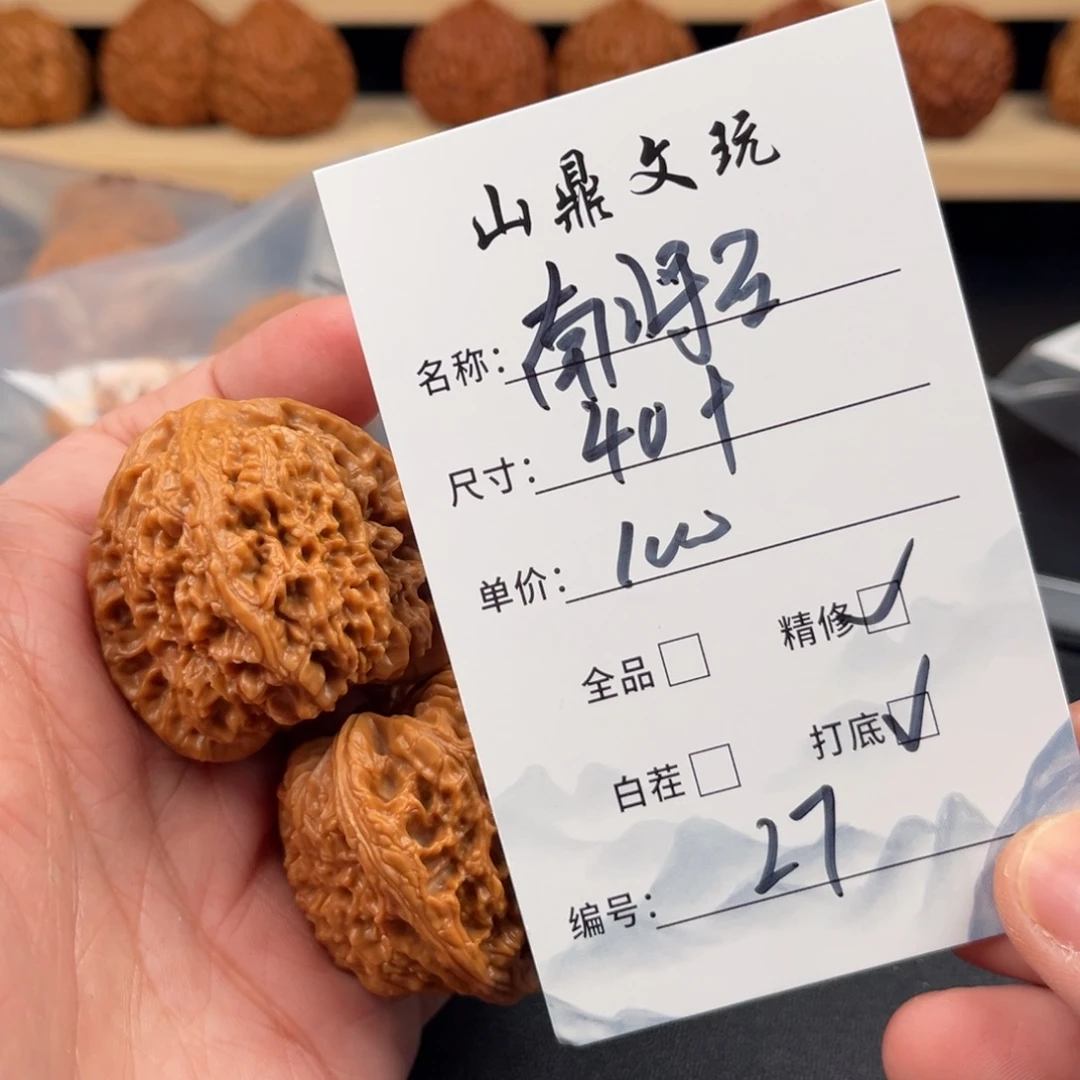 山鼎文玩
名称：南将石
尺寸：40+
单价：100
全品□ 精修☑
白茬□ 打底☑
编号：27